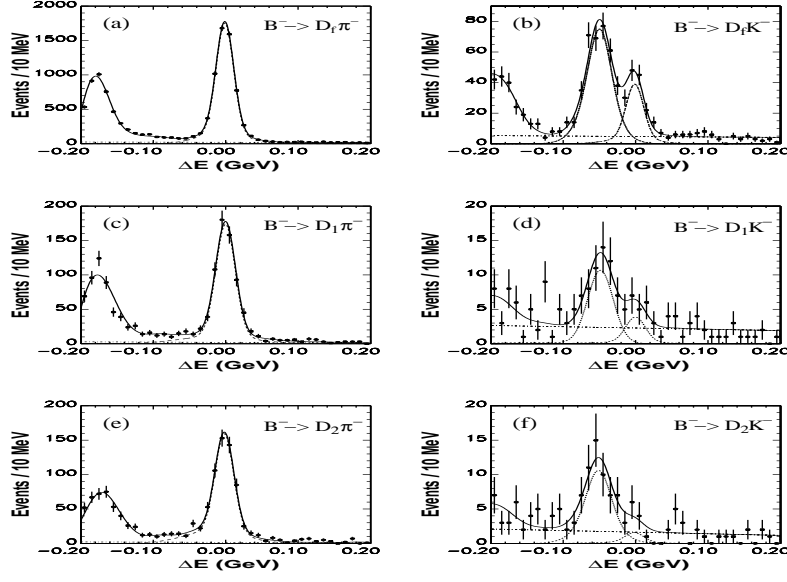 (a)
B⁻−> D_f π⁻
Events / 10 MeV
2000
1500
1000
500
0
−0.20
−0.10
0.00
0.10
0.20
ΔE (GeV)
(b)
B⁻−> D_f K⁻
Events / 10 MeV
80
60
40
20
0
−0.20
−0.10
0.00
0.10
0.20
ΔE (GeV)
(c)
B⁻−> D₁π⁻
Events / 10 MeV
200
150
100
50
0
−0.20
−0.10
0.00
0.10
0.20
ΔE (GeV)
(d)
B⁻−> D₁K⁻
Events / 10 MeV
20
15
10
5
0
−0.20
−0.10
0.00
0.10
0.20
ΔE (GeV)
(e)
B⁻−> D₂π⁻
Events / 10 MeV
200
150
100
50
0
−0.20
−0.10
0.00
0.10
0.20
ΔE (GeV)
(f)
B⁻−> D₂K⁻
Events / 10 MeV
20
15
10
5
0
−0.20
−0.10
0.00
0.10
0.20
ΔE (GeV)